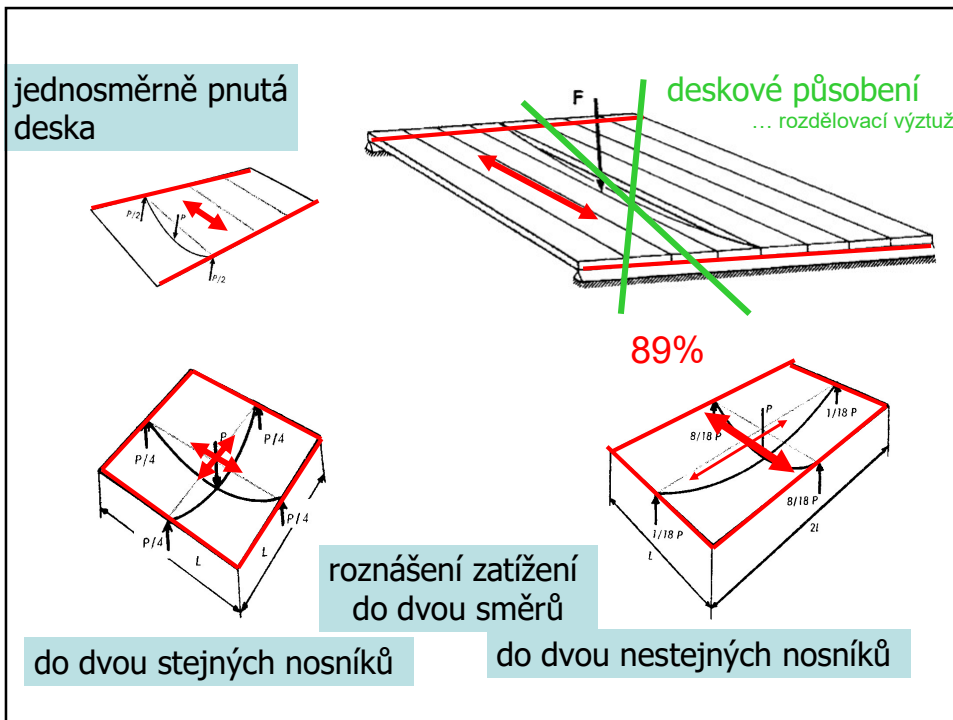 jednosměrně pnutá
deska
P/2
P
P/2
F
deskové působení
... rozdělovací výztuž
P/4
P/4
P
P/4
P/4
L
L
do dvou stejných nosníků
roznášení zatížení
do dvou směrů
89%
8/18 P
P
1/18 P
1/18 P
8/18 P
L
2l
do dvou nestejných nosníků